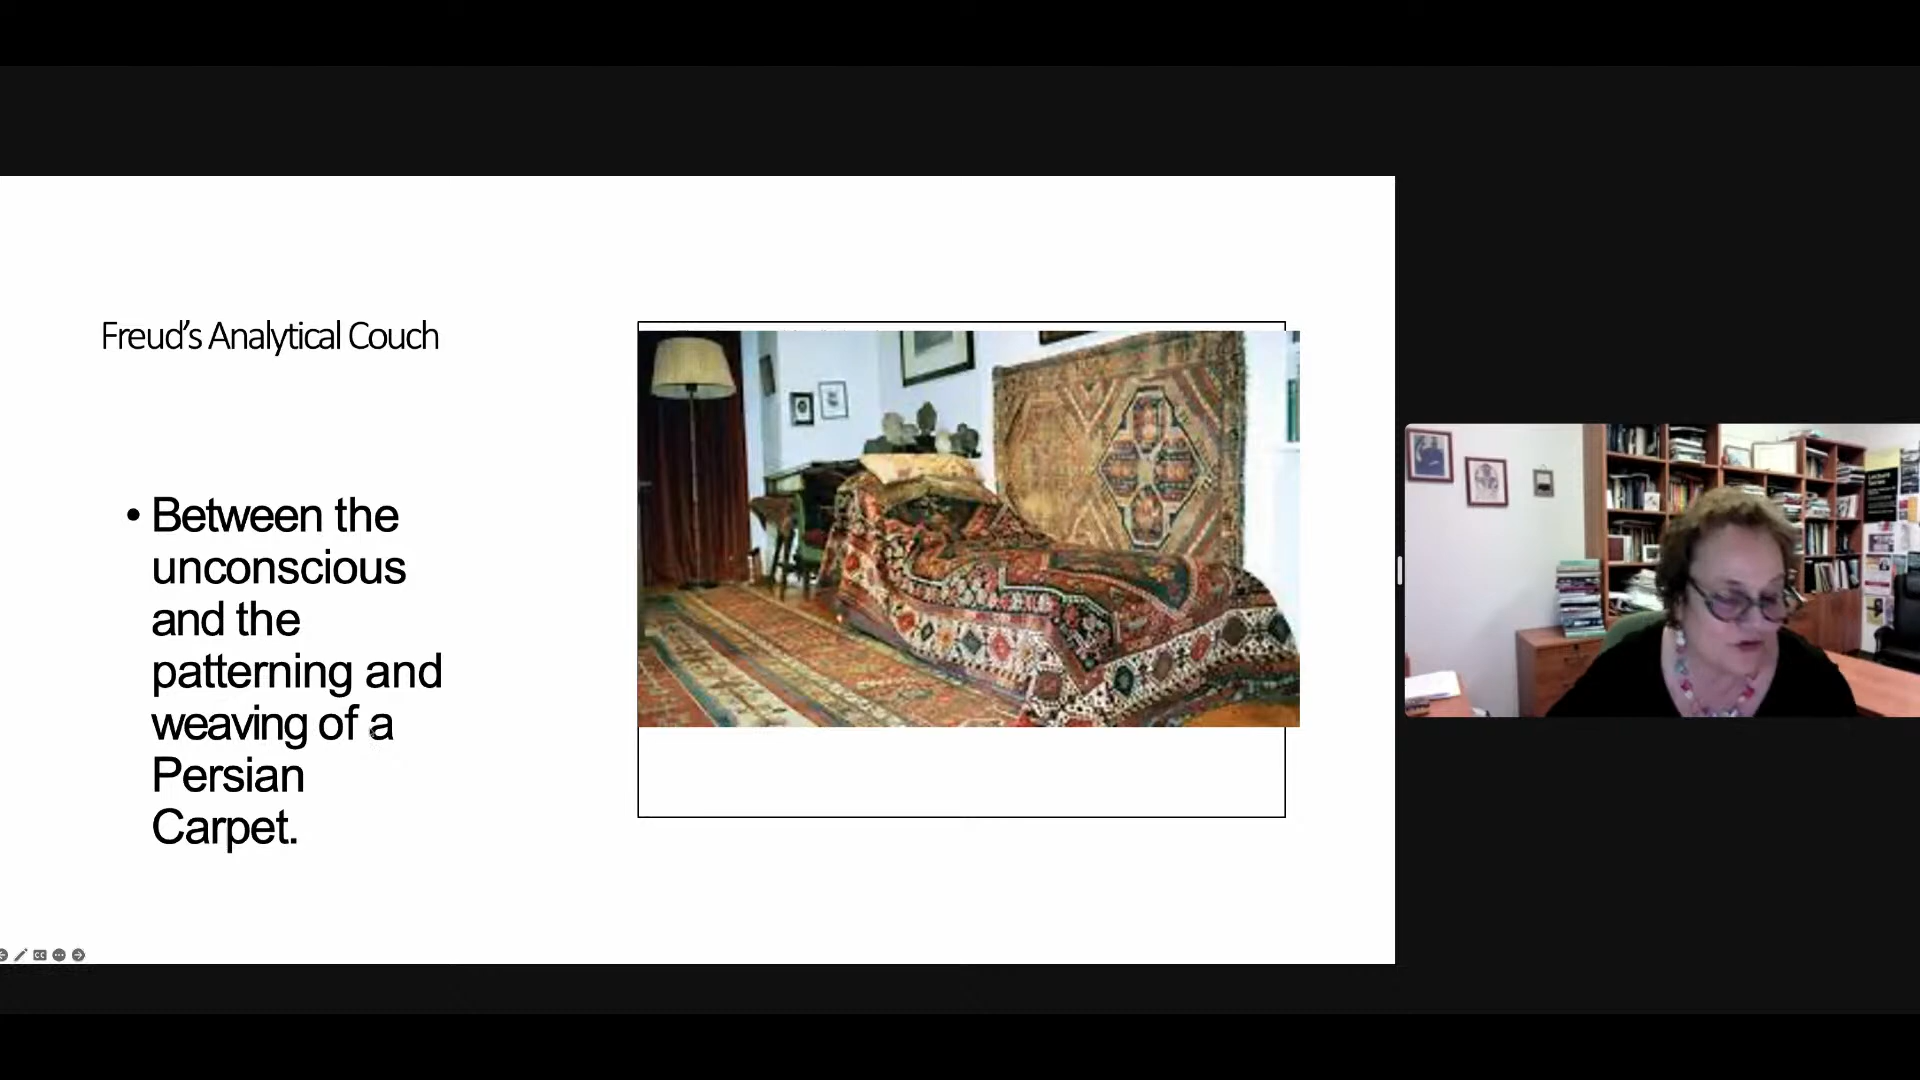 Freud's Analytical Couch
• Between the
unconscious
and the
patterning and
weaving of a
Persian
Carpet.